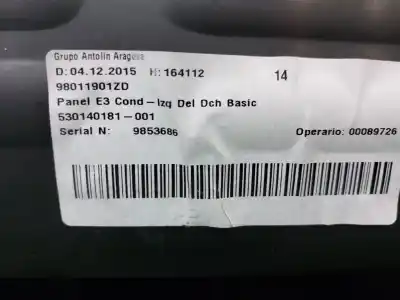 Grupo Antolin Aragusa
D: 04.12.2015 H: 164112 14
98011901ZD
Panel E3 Cond-Izq Del Dch Basic
530140181-001
Serial N: 9853686 Operario: 00089726